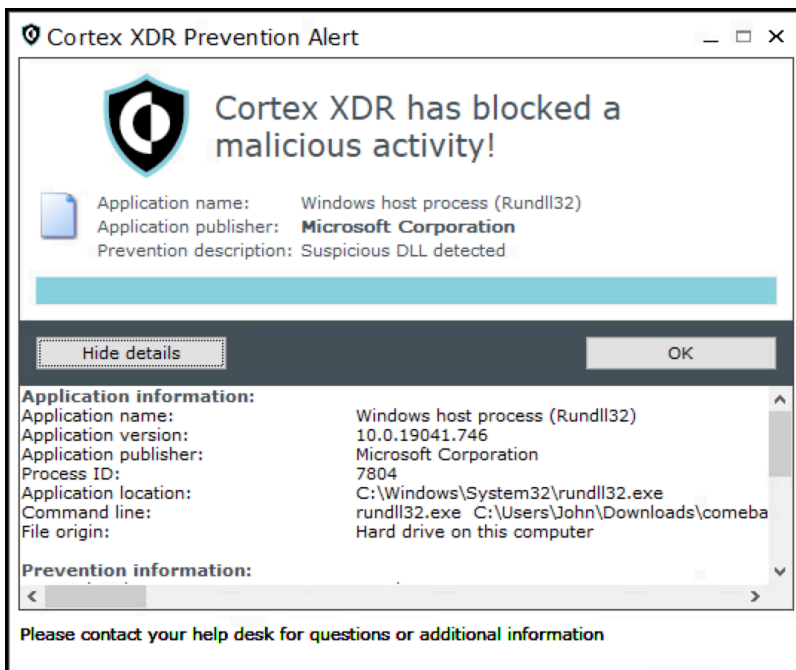 Cortex XDR Prevention Alert
Cortex XDR has blocked a
malicious activity!
Application name: Windows host process (Rundll32)
Application publisher: Microsoft Corporation
Prevention description: Suspicious DLL detected
Hide details
OK
Application information:
Application name: Windows host process (Rundll32)
Application version: 10.0.19041.746
Application publisher: Microsoft Corporation
Process ID: 7804
Application location: C:\Windows\System32\rundll32.exe
Command line: rundll32.exe C:\Users\John\Downloads\comeba
File origin: Hard drive on this computer
Prevention information:
Please contact your help desk for questions or additional information